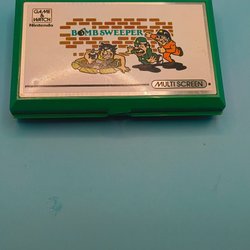 GAME & WATCH
Nintendo
BOMB SWEEPER
MULTI SCREEN